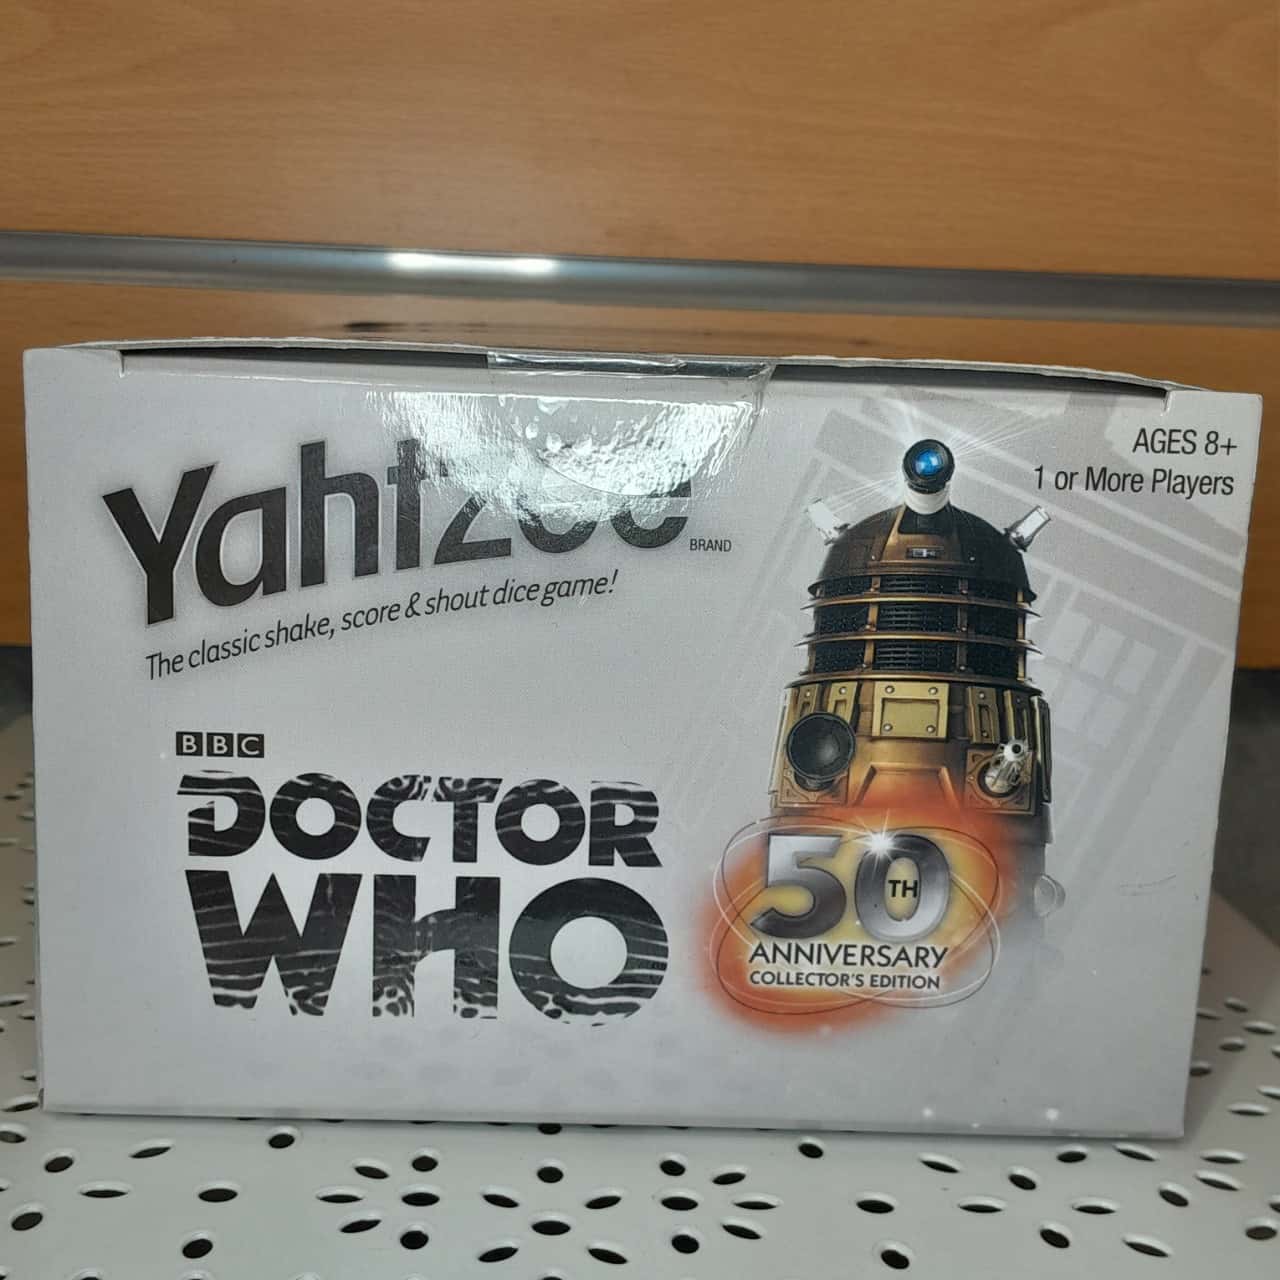 AGES 8+
1 or More Players
Yahtzee
BRAND
The classic shake, score & shout dice game!
BBC
DOCTOR
WHO
50TH
ANNIVERSARY
COLLECTOR'S EDITION